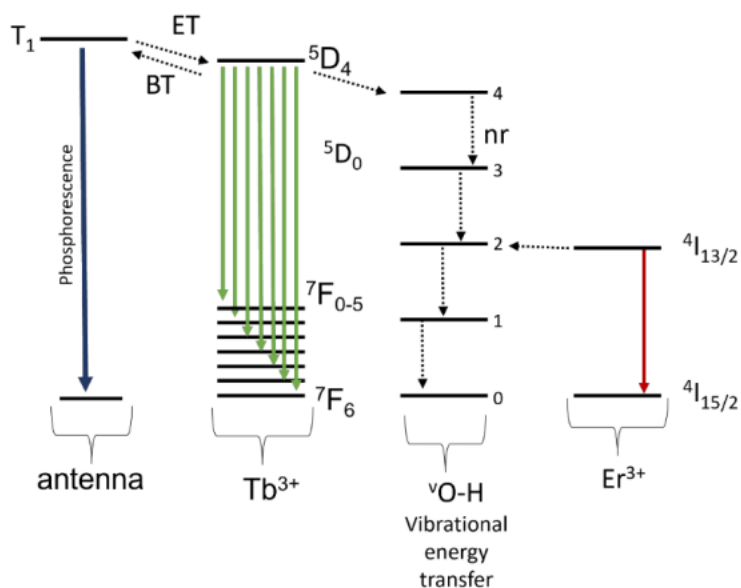 T₁
ET
BT
⁵D₄
Phosphorescence
⁵D₀
4
nr
3
2
⁴I₁₃/₂
⁷F₀₋₅
1
⁷F₆
0
⁴I₁₅/₂
antenna
Tb³⁺
ᵛO-H
Er³⁺
Vibrational
energy
transfer